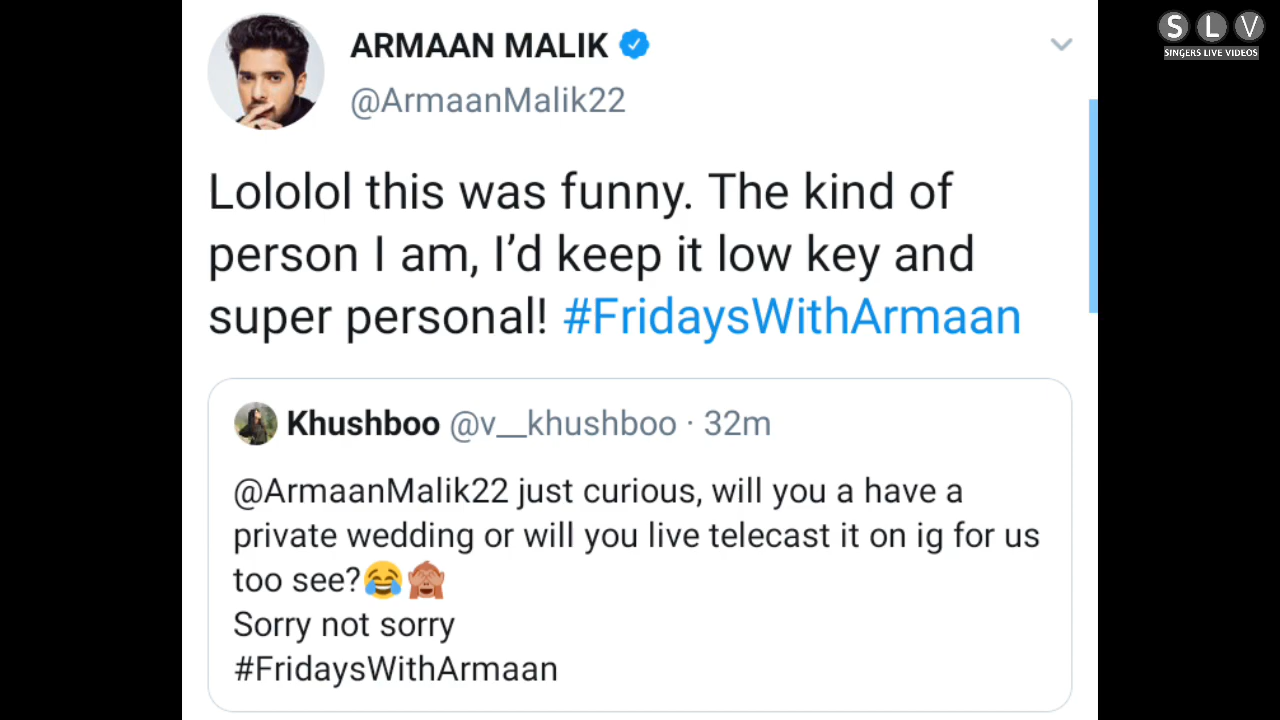 S L V
SINGERS LIVE VIDEOS
ARMAAN MALIK
@ArmaanMalik22
Lololol this was funny. The kind of
person I am, I’d keep it low key and
super personal! #FridaysWithArmaan
Khushboo @v__khushboo · 32m
@ArmaanMalik22 just curious, will you a have a
private wedding or will you live telecast it on ig for us
too see?😂🙈
Sorry not sorry
#FridaysWithArmaan